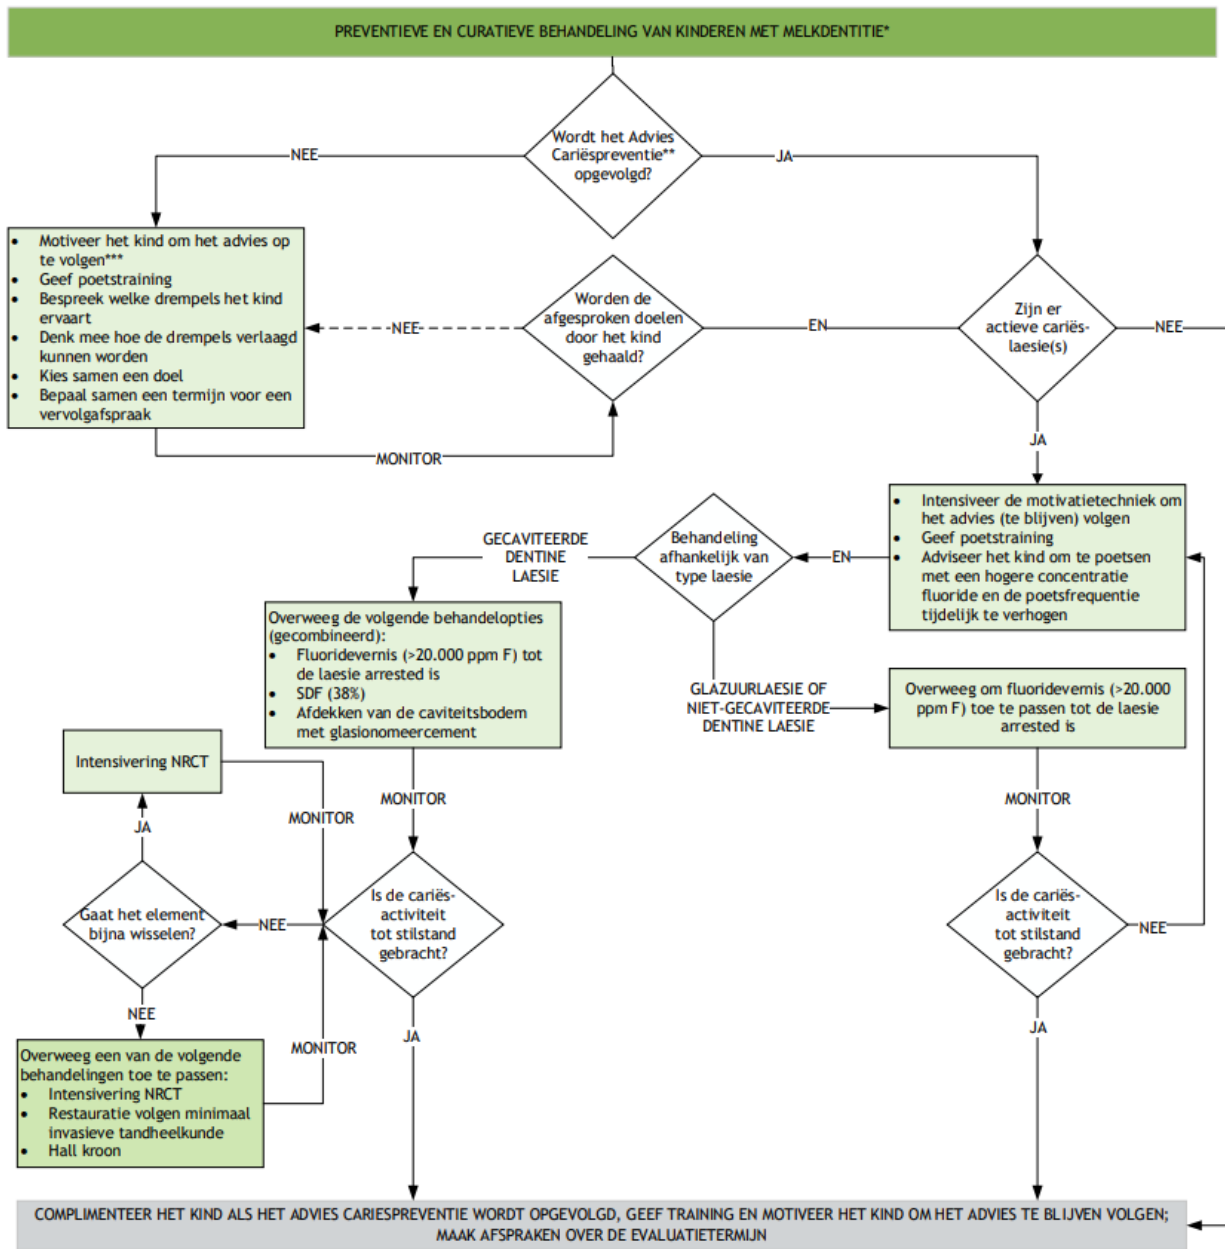 PREVENTIEVE EN CURATIEVE BEHANDELING VAN KINDEREN MET MELKDENTITIE*
Wordt het Advies
Cariëspreventie**
opgevolgd?
NEE
JA
• Motiveer het kind om het advies op
te volgen***
• Geef poetstraining
• Bespreek welke drempels het kind
ervaart
• Denk mee hoe de drempels verlaagd
kunnen worden
• Kies samen een doel
• Bepaal samen een termijn voor een
vervolgafspraak
NEE
Worden de
afgesproken doelen
door het kind
gehaald?
EN
Zijn er
actieve cariës-
laesie(s)
NEE
MONITOR
JA
• Intensiveer de motivatietechniek om
het advies (te blijven) volgen
• Geef poetstraining
• Adviseer het kind om te poetsen
met een hogere concentratie
fluoride en de poetsfrequentie
tijdelijk te verhogen
EN
Behandeling
afhankelijk van
type laesie
GECAVITEERDE
DENTINE
LAESIE
Overweeg de volgende behandelopties
(gecombineerd):
• Fluoridevernis (>20.000 ppm F) tot
de laesie arrested is
• SDF (38%)
• Afdekken van de caviteitsbodem
met glasionomeercement
GLAZUURLAESIE OF
NIET-GECAVITEERDE
DENTINE LAESIE
Overweeg om fluoridevernis (>20.000
ppm F) toe te passen tot de laesie
arrested is
Intensivering NRCT
MONITOR
MONITOR
MONITOR
JA
Gaat het element
bijna wisselen?
NEE
Is de cariës-
activiteit
tot stilstand
gebracht?
Is de cariës-
activiteit
tot stilstand
gebracht?
NEE
NEE
MONITOR
JA
JA
Overweeg een van de volgende
behandelingen toe te passen:
• Intensivering NRCT
• Restauratie volgen minimaal
invasieve tandheelkunde
• Hall kroon
COMPLIMENTEER HET KIND ALS HET ADVIES CARIESPREVENTIE WORDT OPGEVOLGD, GEEF TRAINING EN MOTIVEER HET KIND OM HET ADVIES TE BLIJVEN VOLGEN;
MAAK AFSPRAKEN OVER DE EVALUATIETERMIJN